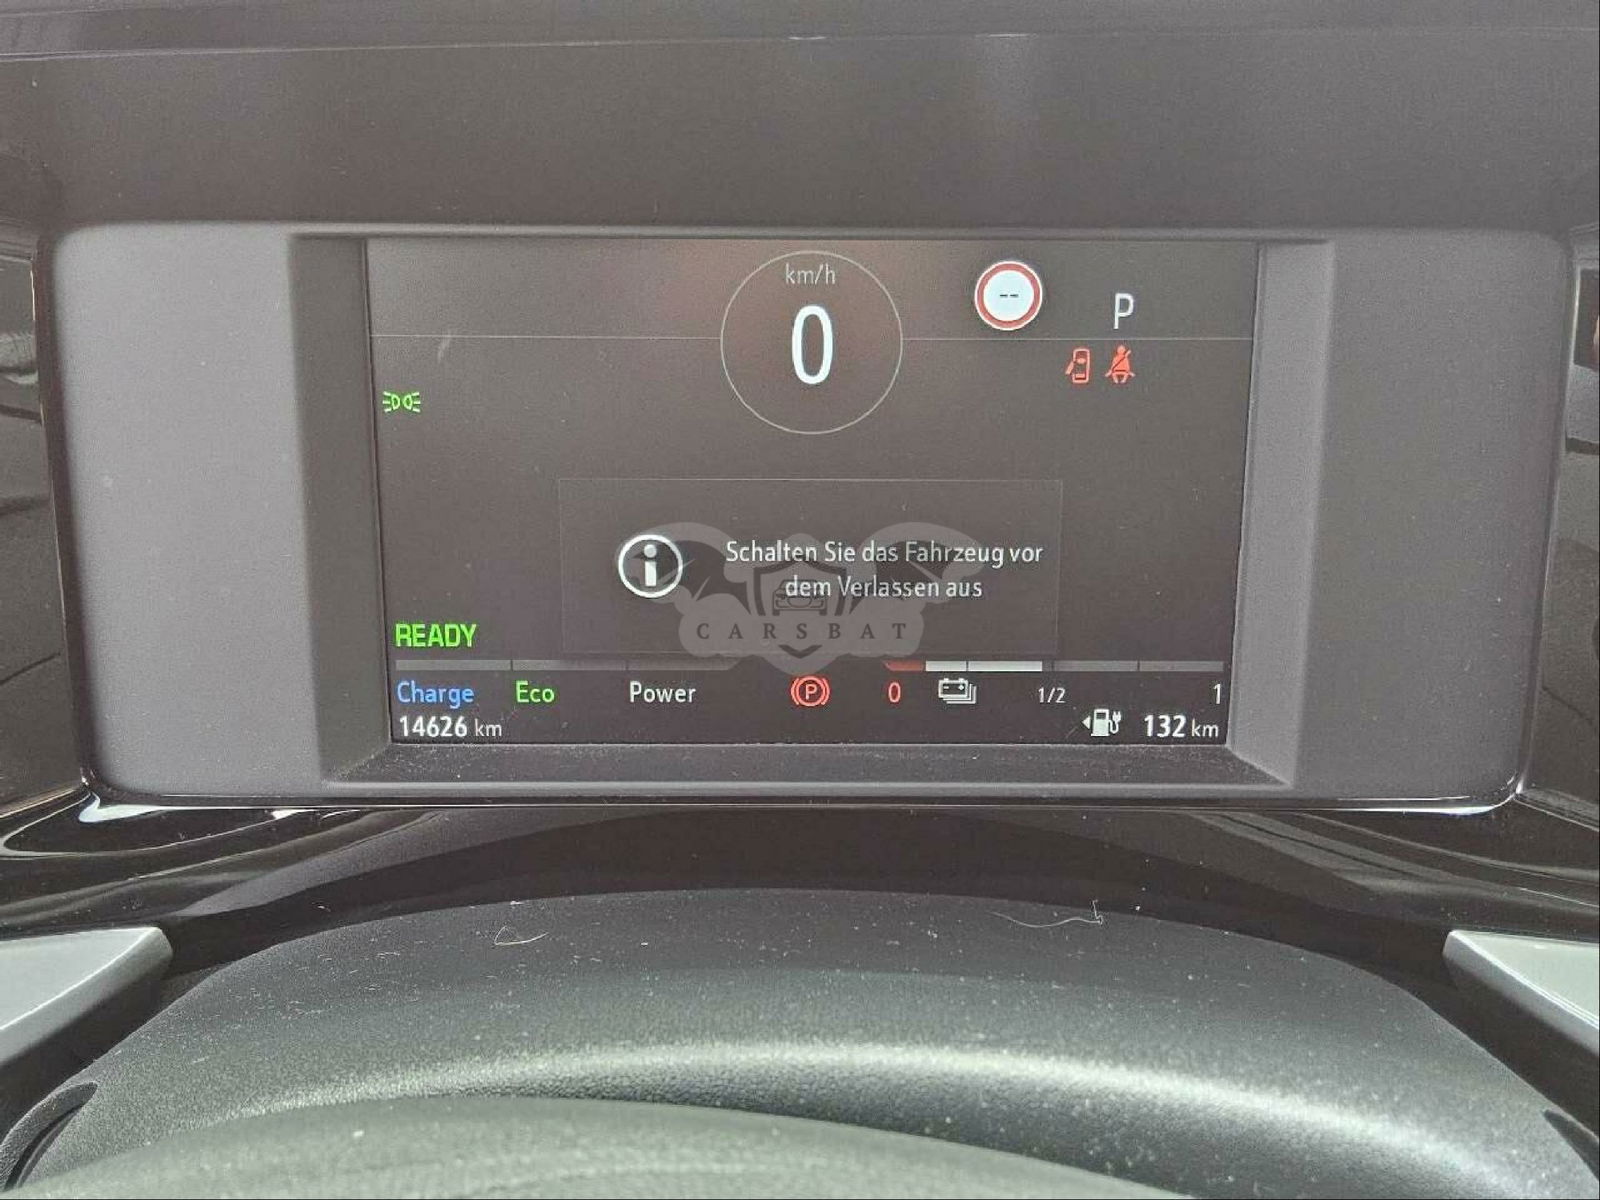 km/h
0
--
P
Schalten Sie das Fahrzeug vor
dem Verlassen aus
CARSBAT
READY
Charge Eco Power P 0 1/2 1
14626 km 132 km